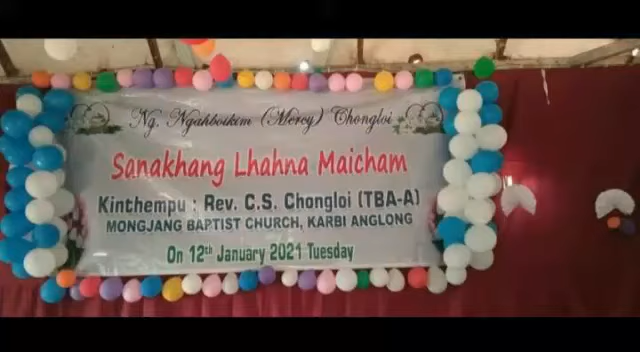 Ng. Ngahboikim (Mercy) Chongloi
Sanakhang Lhahna Maicham
Kinthempu : Rev. C.S. Chongloi (TBA-A)
MONGJANG BAPTIST CHURCH, KARBI ANGLONG
On 12th January 2021 Tuesday